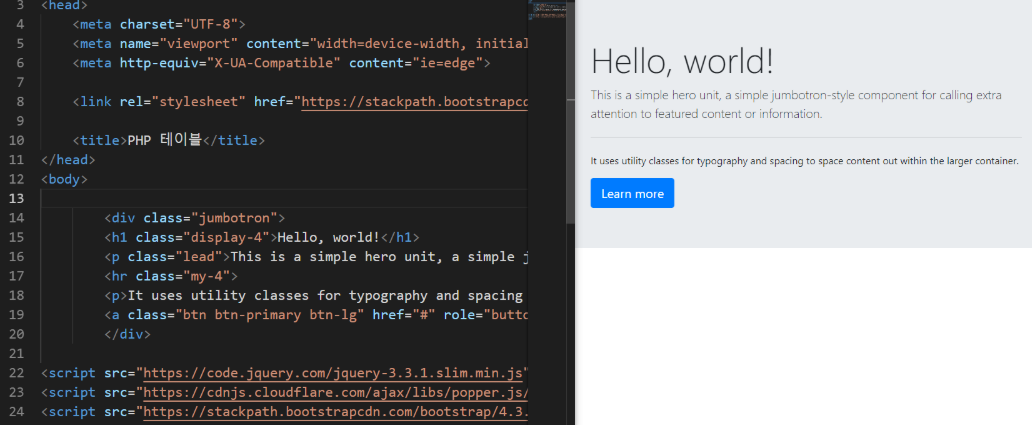 3 <head>
4 <meta charset="UTF-8">
5 <meta name="viewport" content="width=device-width, initial
6 <meta http-equiv="X-UA-Compatible" content="ie=edge">
7
8 <link rel="stylesheet" href="https://stackpath.bootstrapcd
9
10 <title>PHP 테이블</title>
11 </head>
12 <body>
13
14 <div class="jumbotron">
15 <h1 class="display-4">Hello, world!</h1>
16 <p class="lead">This is a simple hero unit, a simple j
17 <hr class="my-4">
18 <p>It uses utility classes for typography and spacing
19 <a class="btn btn-primary btn-lg" href="#" role="butto
20 </div>
21
22 <script src="https://code.jquery.com/jquery-3.3.1.slim.min.js"
23 <script src="https://cdnjs.cloudflare.com/ajax/libs/popper.js/
24 <script src="https://stackpath.bootstrapcdn.com/bootstrap/4.3.
Hello, world!
This is a simple hero unit, a simple jumbotron-style component for calling extra
attention to featured content or information.
It uses utility classes for typography and spacing to space content out within the larger container.
Learn more